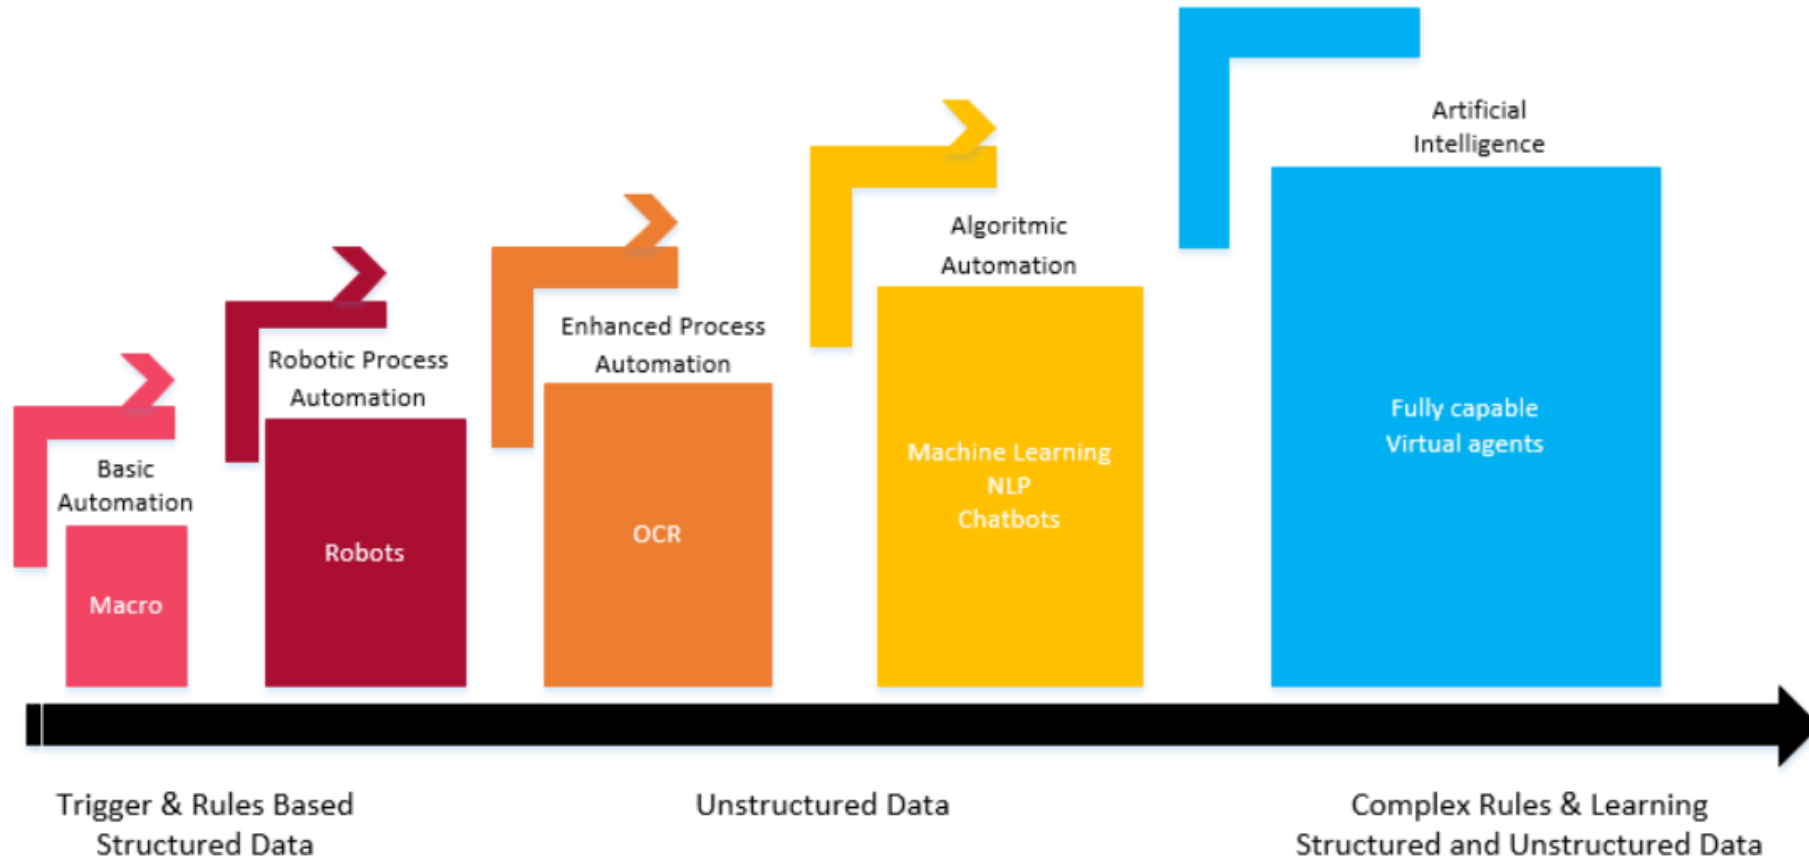 Basic
Automation
Macro
Robotic Process
Automation
Robots
Enhanced Process
Automation
OCR
Algoritmic
Automation
Machine Learning
NLP
Chatbots
Artificial
Intelligence
Fully capable
Virtual agents
Trigger & Rules Based
Structured Data
Unstructured Data
Complex Rules & Learning
Structured and Unstructured Data